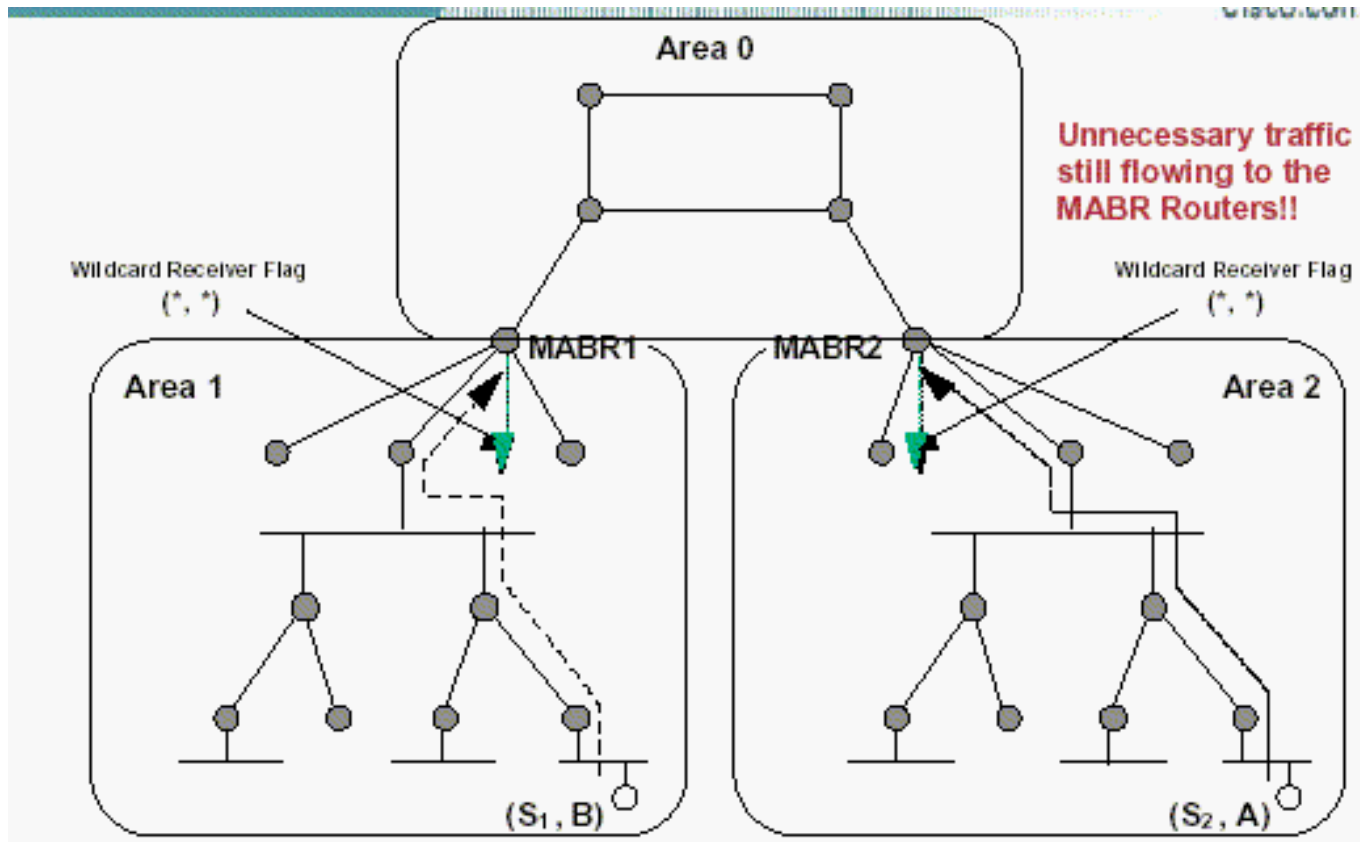 Area 0
Unnecessary traffic
still flowing to the
MABR Routers!!
Wildcard Receiver Flag
(*, *)
Wildcard Receiver Flag
(*, *)
MABR1
MABR2
Area 1
Area 2
(S₁, B)
(S₂, A)